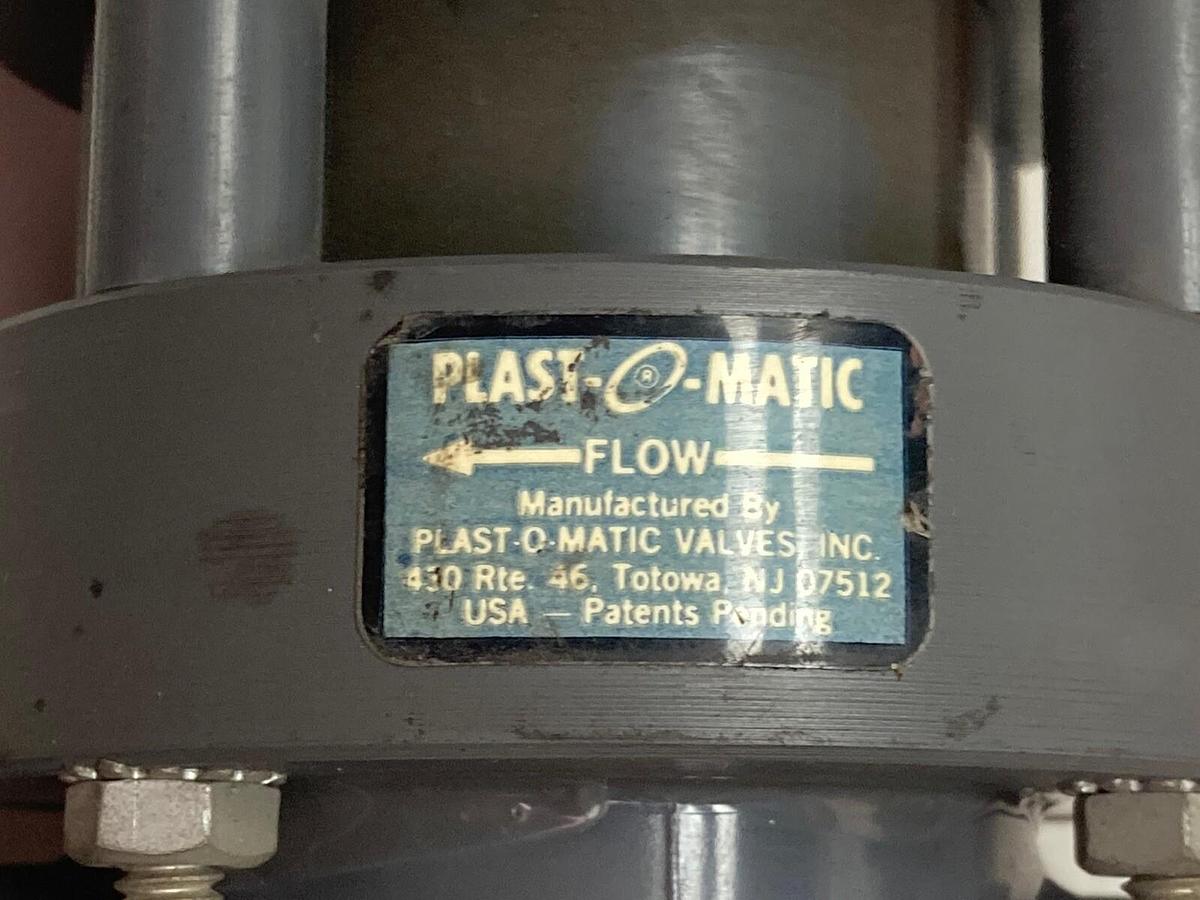 PLAST-O-MATIC
®
FLOW
Manufactured By
PLAST-O-MATIC VALVES, INC.
430 Rte. 46, Totowa, NJ 07512
USA — Patents Pending